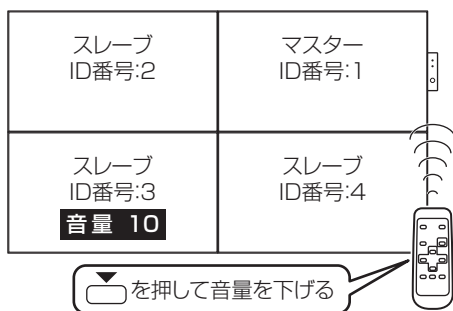 スレーブ
ID番号:2
マスター
ID番号:1
スレーブ
ID番号:3
音量 10
スレーブ
ID番号:4
を押して音量を下げる